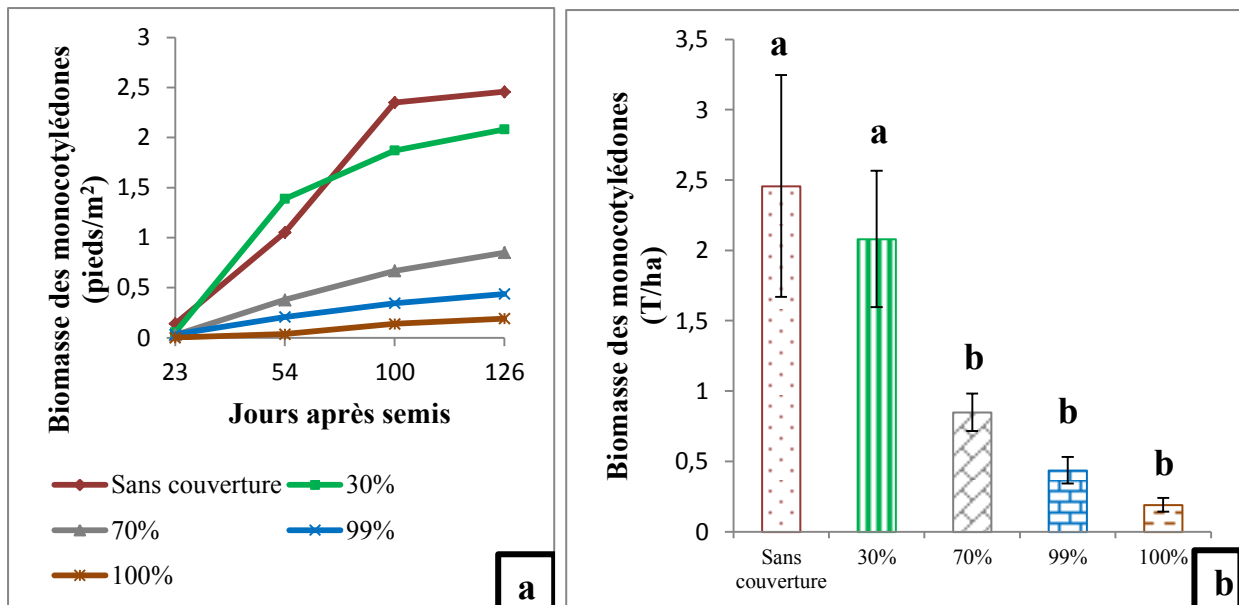 Biomasse des monocotylédones
(pieds/m²)
3
2,5
2
1,5
1
0,5
0
23 54 100 126
Jours après semis
Sans couverture 30%
70% 99%
100%
a
Biomasse des monocotylédones
(T/ha)
3,5
3
2,5
2
1,5
1
0,5
0
a
a
b
b
b
Sans
couverture
30% 70% 99% 100%
b